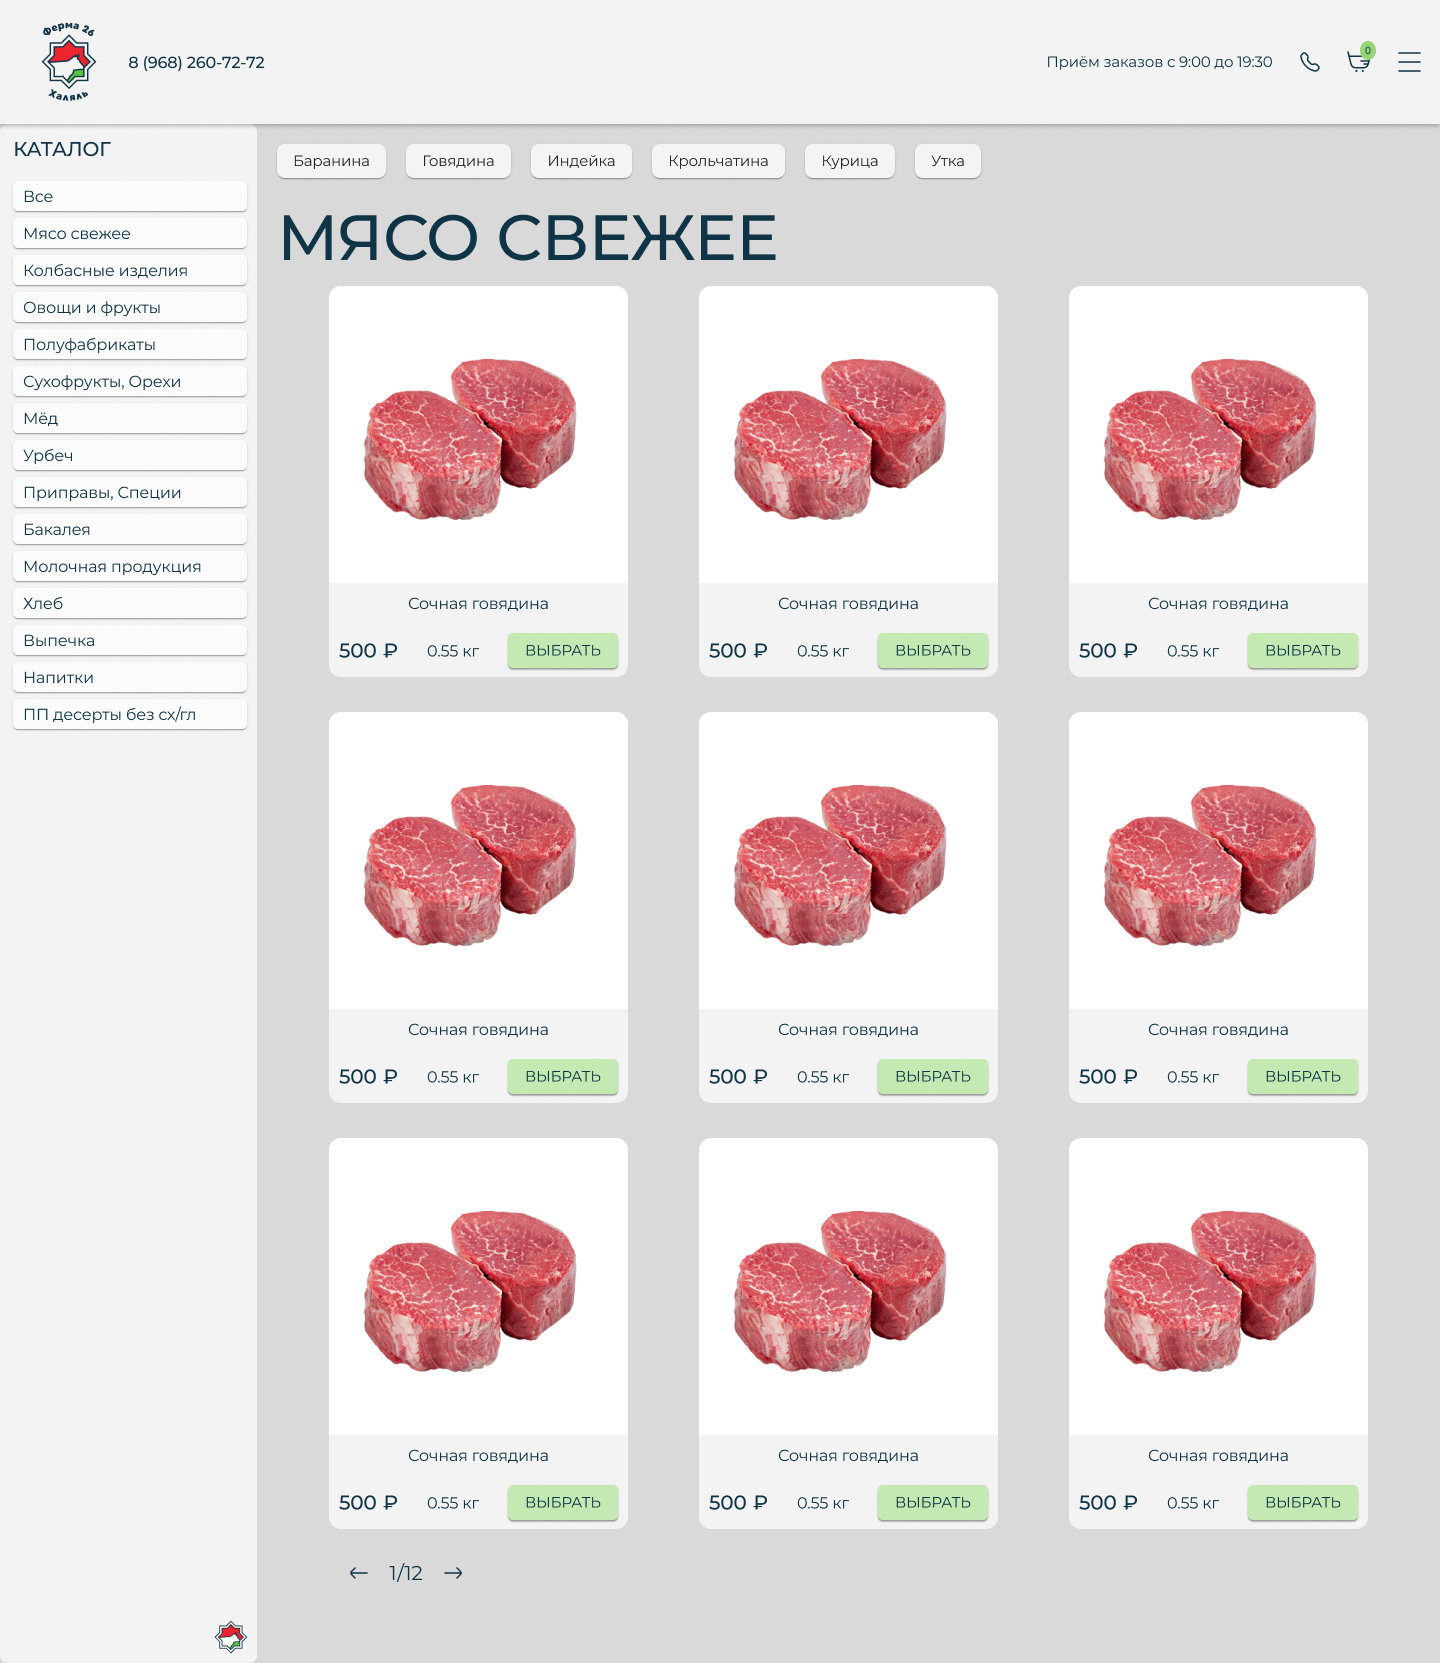 Ферма 26
Халяль
8 (968) 260-72-72
Приём заказов с 9:00 до 19:30
0
КАТАЛОГ
Все
Мясо свежее
Колбасные изделия
Овощи и фрукты
Полуфабрикаты
Сухофрукты, Орехи
Мёд
Урбеч
Приправы, Специи
Бакалея
Молочная продукция
Хлеб
Выпечка
Напитки
ПП десерты без сх/гл
Баранина
Говядина
Индейка
Крольчатина
Курица
Утка
МЯСО СВЕЖЕЕ
Сочная говядина
500 ₽ 0.55 кг ВЫБРАТЬ
Сочная говядина
500 ₽ 0.55 кг ВЫБРАТЬ
Сочная говядина
500 ₽ 0.55 кг ВЫБРАТЬ
Сочная говядина
500 ₽ 0.55 кг ВЫБРАТЬ
Сочная говядина
500 ₽ 0.55 кг ВЫБРАТЬ
Сочная говядина
500 ₽ 0.55 кг ВЫБРАТЬ
Сочная говядина
500 ₽ 0.55 кг ВЫБРАТЬ
Сочная говядина
500 ₽ 0.55 кг ВЫБРАТЬ
Сочная говядина
500 ₽ 0.55 кг ВЫБРАТЬ
← 1/12 →